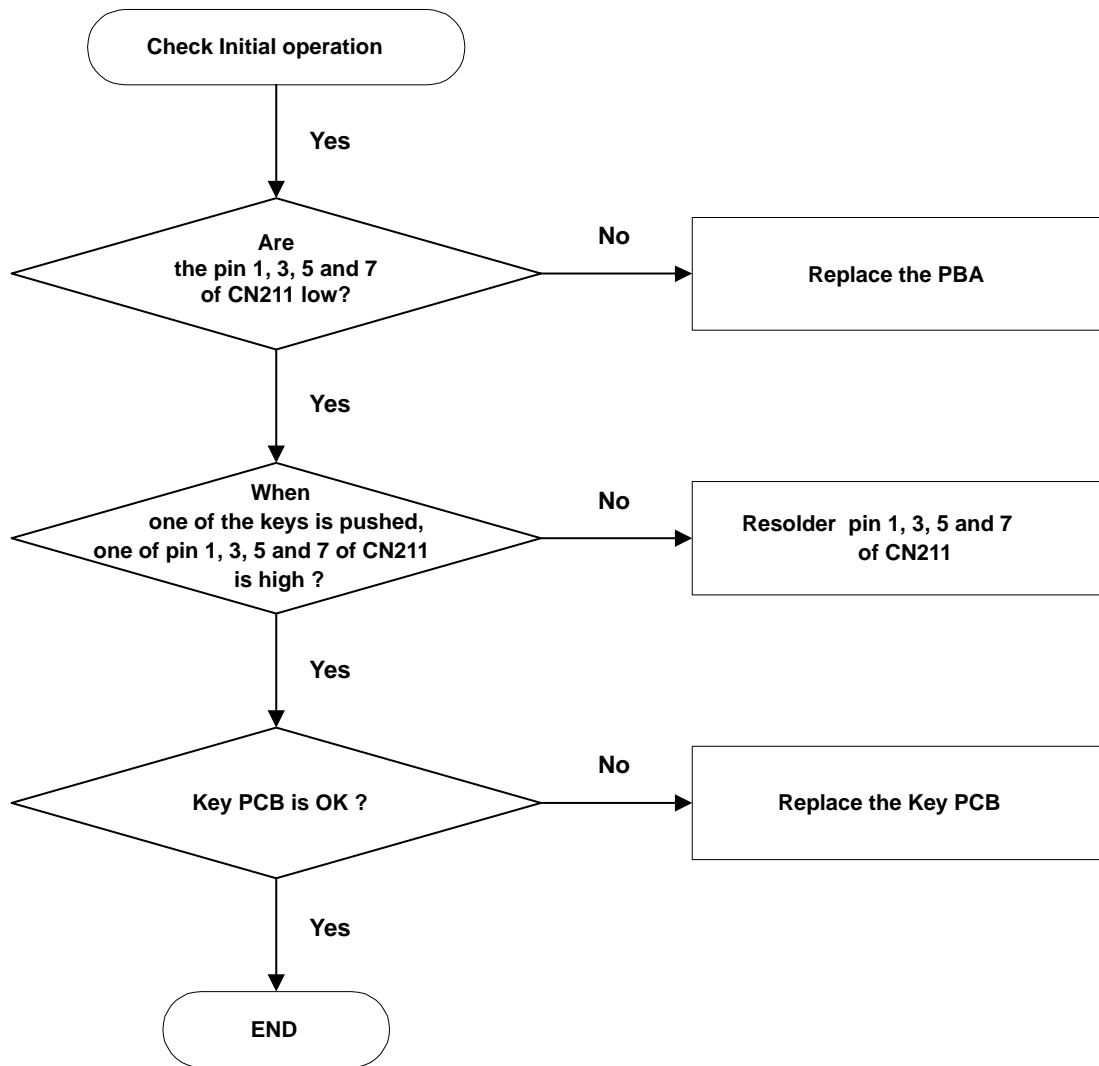 Check Initial operation
Yes
Are
the pin 1, 3, 5 and 7
of CN211 low?
No
Replace the PBA
Yes
When
one of the keys is pushed,
one of pin 1, 3, 5 and 7 of CN211
is high ?
No
Resolder pin 1, 3, 5 and 7
of CN211
Yes
Key PCB is OK ?
No
Replace the Key PCB
Yes
END